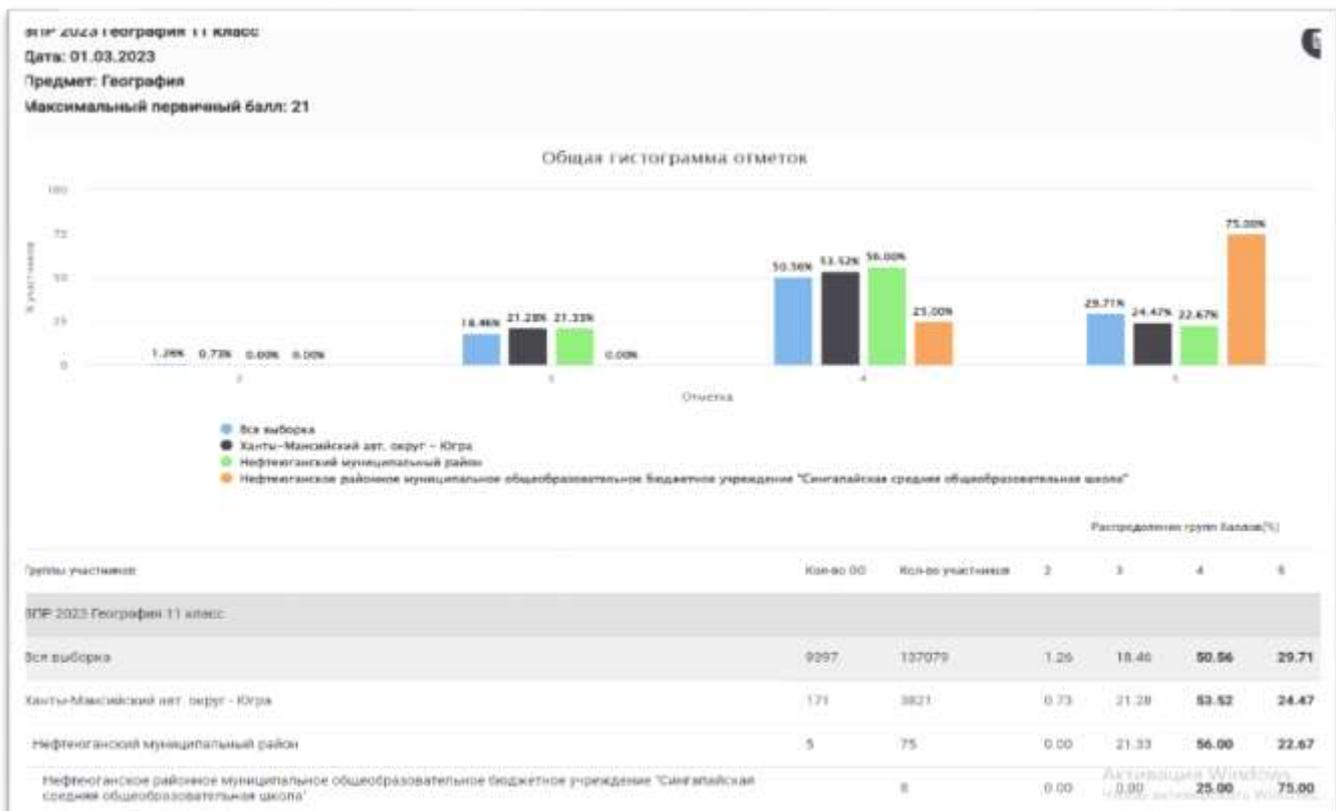 ВПР 2023 География 11 класс
Дата: 01.03.2023
Предмет: География
Максимальный первичный балл: 21
Общая гистограмма отметок
100
75
50
25
0
% участников
1.26% 0.73% 0.00% 0.00%
18.46% 21.28% 21.33% 0.00%
50.56% 53.52% 56.00% 25.00%
29.71% 24.47% 22.67% 75.00%
2 3 4 5
Отметка
Вся выборка
Ханты-Мансийский авт. округ - Югра
Нефтеюганский муниципальный район
Нефтеюганское районное муниципальное общеобразовательное бюджетное учреждение "Сингапайская средняя общеобразовательная школа"
Распределение групп баллов(%)
Группы участников Кол-во ОО Кол-во участников 2 3 4 5
ВПР 2023 География 11 класс
Вся выборка 9397 137079 1.26 18.46 50.56 29.71
Ханты-Мансийский авт. округ - Югра 171 3821 0.73 21.28 53.52 24.47
Нефтеюганский муниципальный район 5 75 0.00 21.33 56.00 22.67
Нефтеюганское районное муниципальное общеобразовательное бюджетное учреждение "Сингапайская
средняя общеобразовательная школа" 0.00 0.00 25.00 75.00
Активация Windows